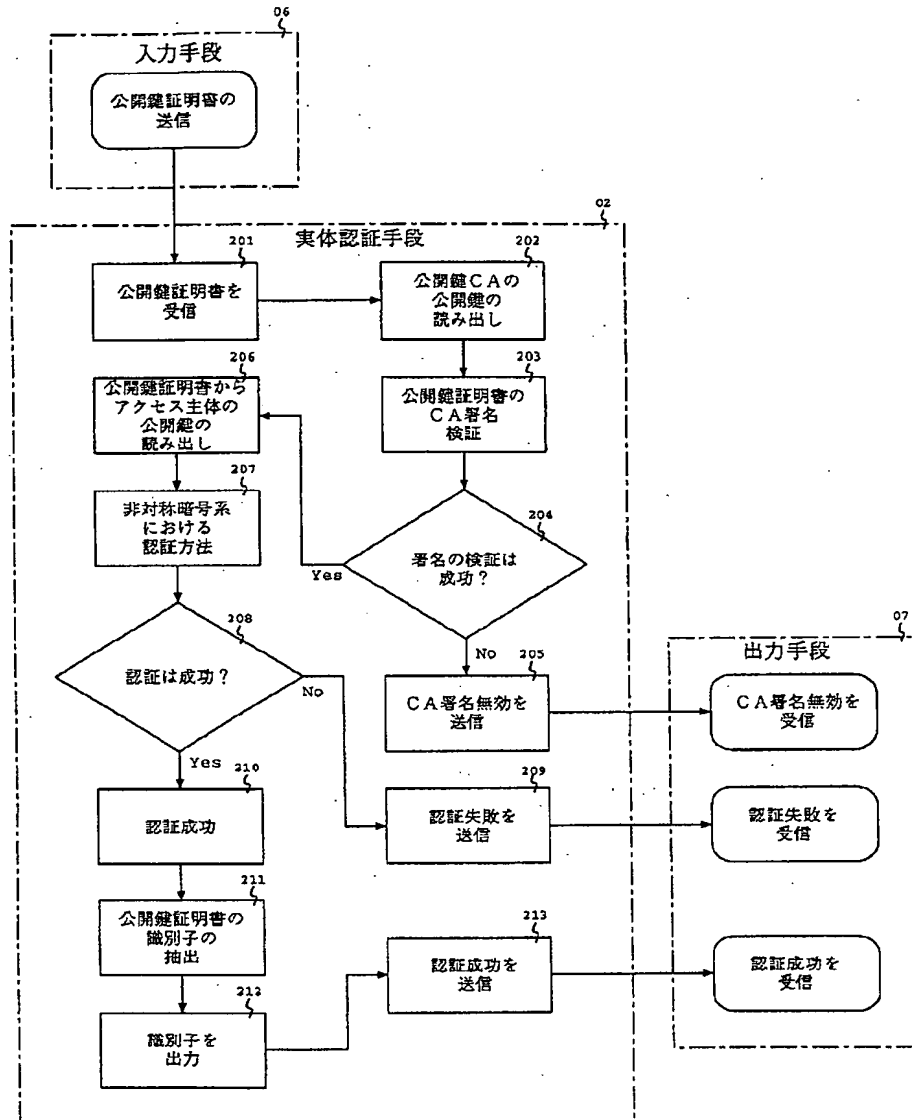 06
入力手段
公開鍵証明書の
送信
02
実体認証手段
201
公開鍵証明書を
受信
202
公開鍵CAの
公開鍵の
読み出し
203
公開鍵証明書の
CA署名
検証
206
公開鍵証明書から
アクセス主体の
公開鍵の
読み出し
207
非対称暗号系
における
認証方法
204
署名の検証は
成功？
Yes
No
208
認証は成功？
No
Yes
205
CA署名無効を
送信
07
出力手段
CA署名無効を
受信
210
認証成功
209
認証失敗を
送信
認証失敗を
受信
211
公開鍵証明書の
識別子の
抽出
213
認証成功を
送信
認証成功を
受信
212
識別子を
出力